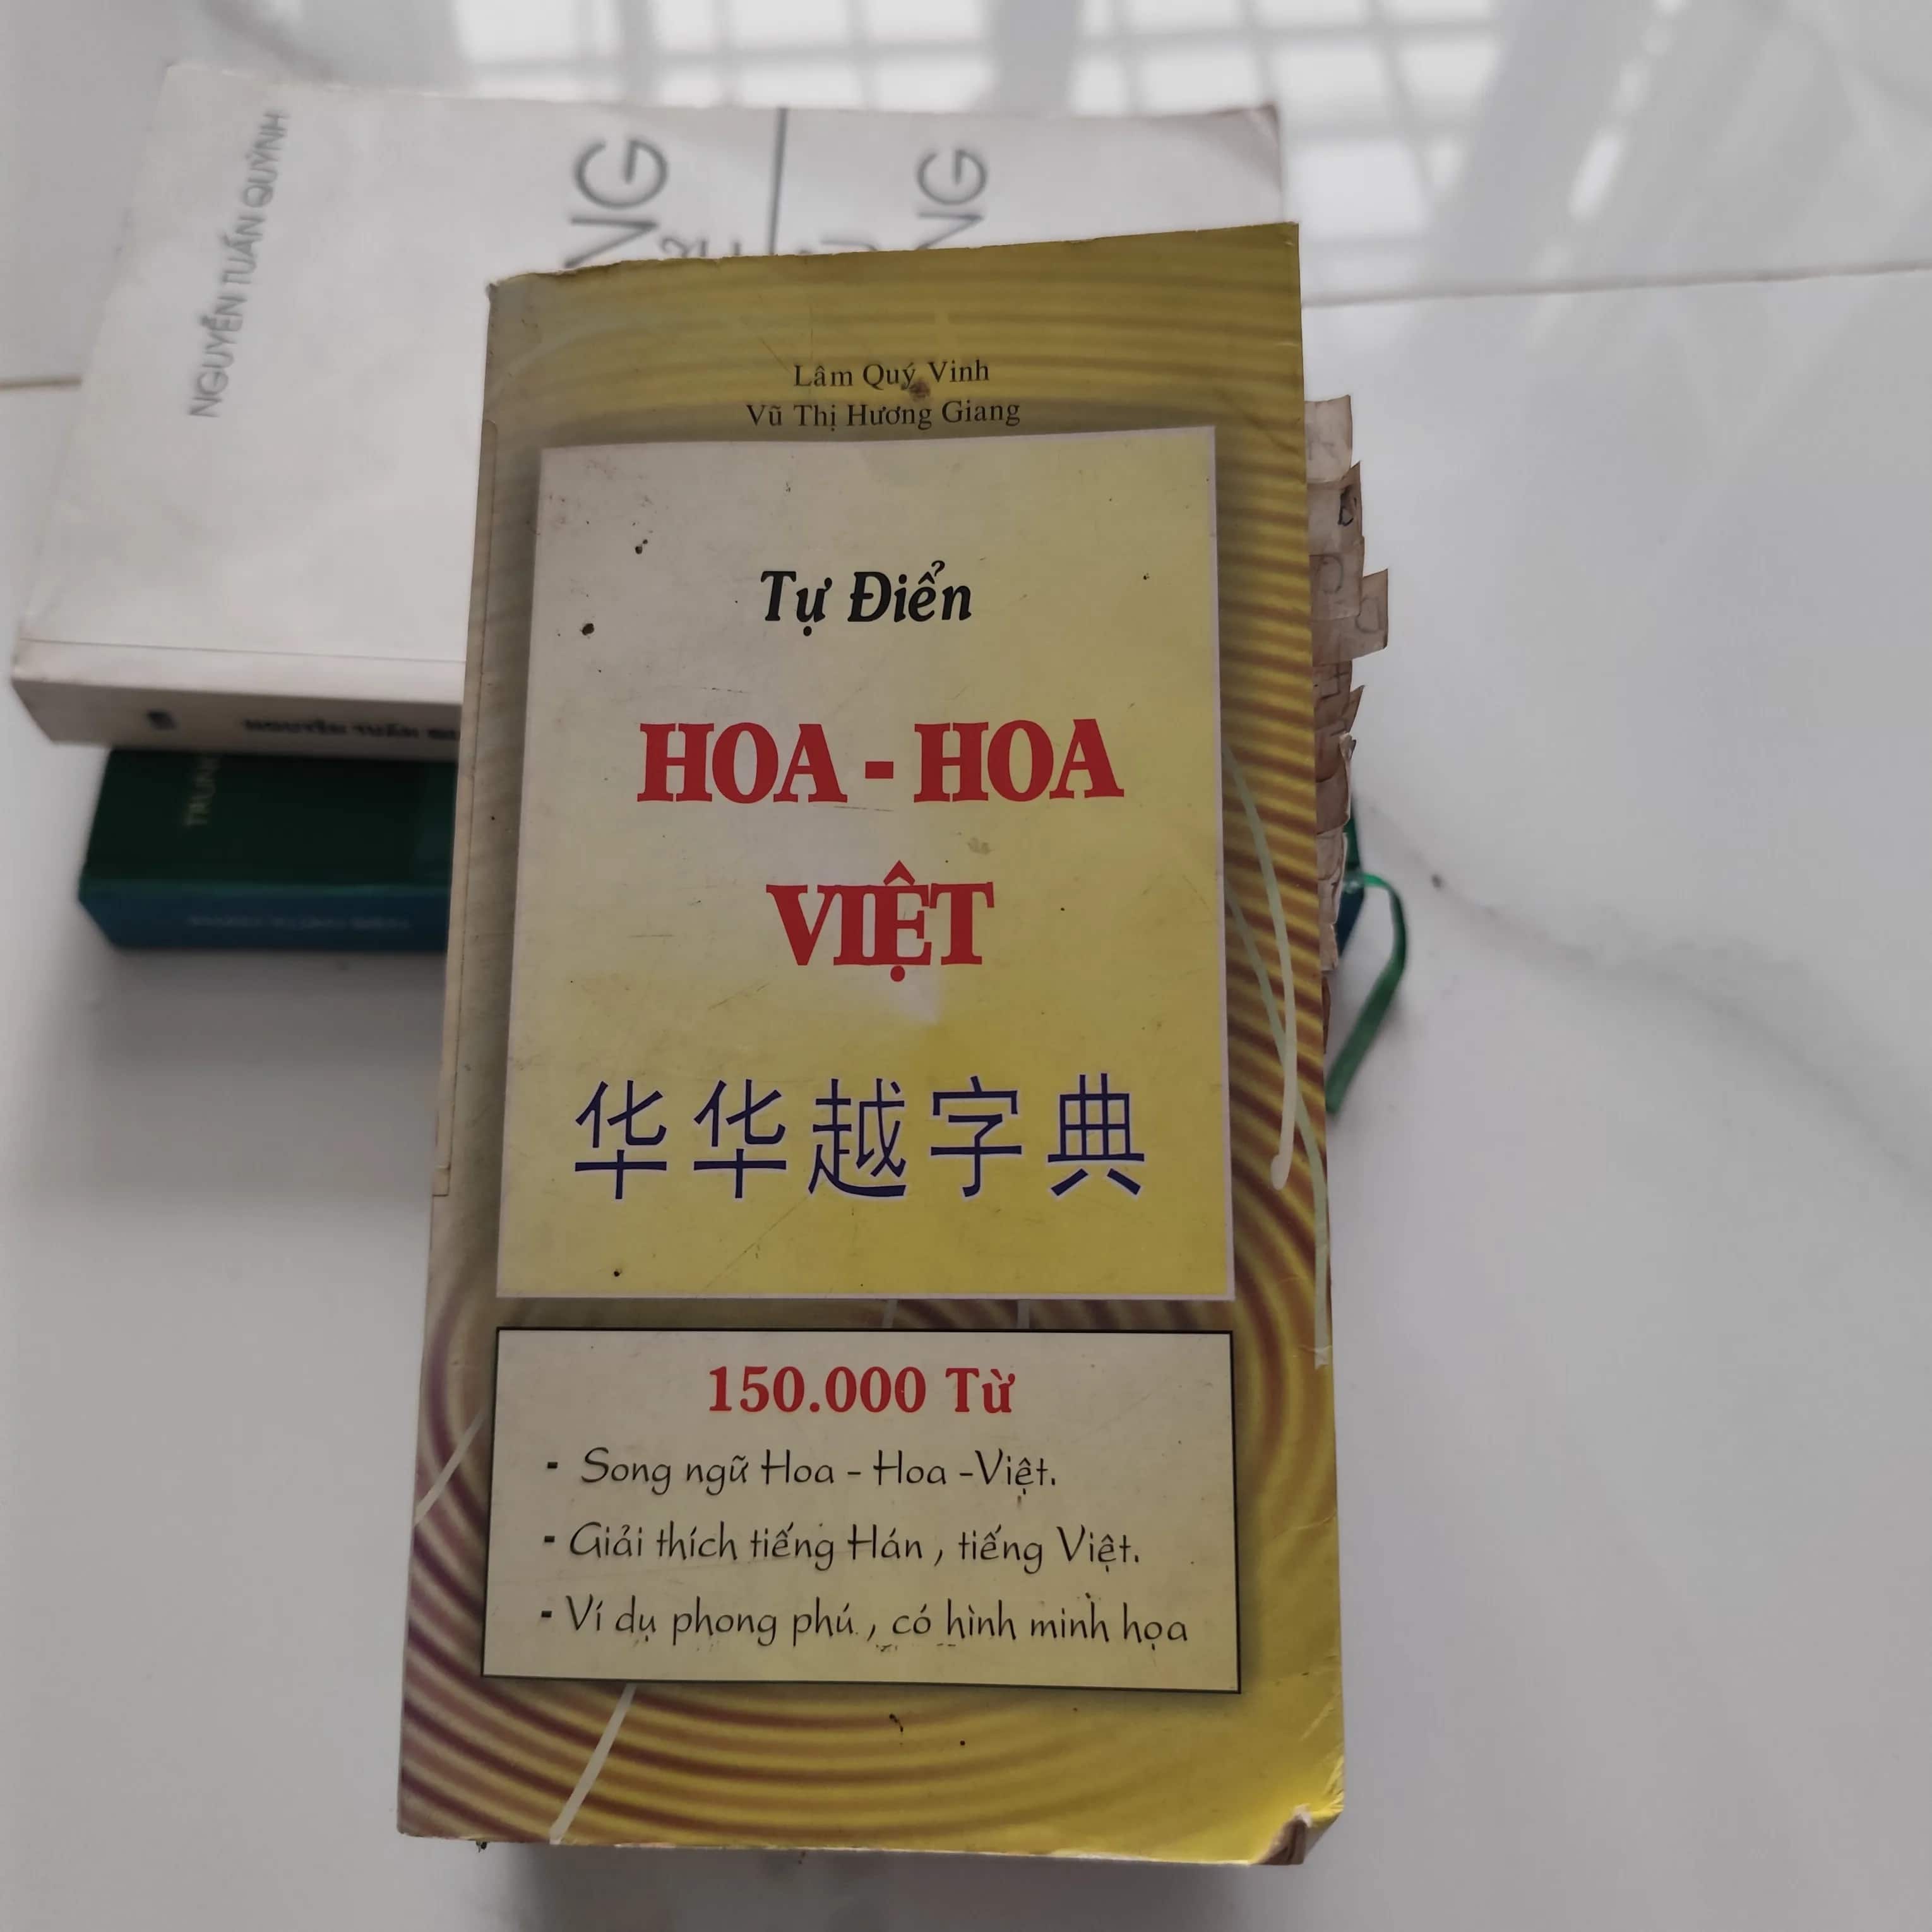 NGUYỄN TUẤN QUỲNH
NG
NG
Lâm Quý Vinh
Vũ Thị Hương Giang
Tự Điển
HOA - HOA
VIỆT
华华越字典
150.000 Từ
- Song ngữ Hoa - Hoa -Việt.
- Giải thích tiếng Hán , tiếng Việt.
- Ví dụ phong phú , có hình minh họa